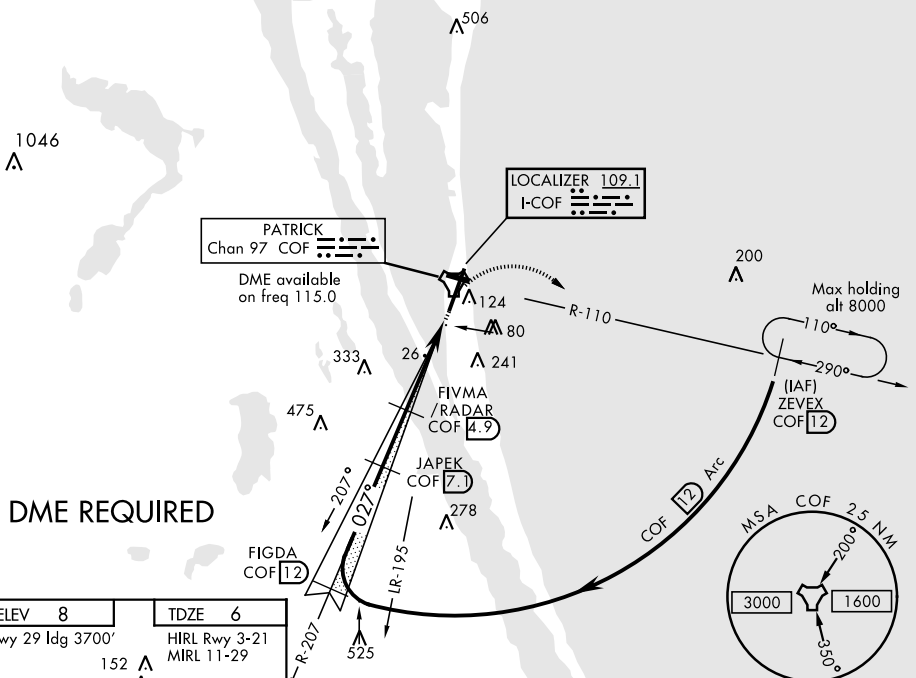 506
1046
LOCALIZER 109.1
I-COF
PATRICK
Chan 97 COF
DME available
on freq 115.0
200
Max holding
alt 8000
124
R-110
110°
80
290°
333
26
241
(IAF)
ZEVEX
COF 12
FIVMA
/RADAR
COF 4.9
475
JAPEK
COF 7.1
207°
027°
278
COF 12 Arc
DME REQUIRED
MSA COF 25 NM
200°
FIGDA
COF 12
LR-195
3000
1600
350°
ELEV 8
TDZE 6
wy 29 ldg 3700'
HIRL Rwy 3-21
MIRL 11-29
R-207
525
152